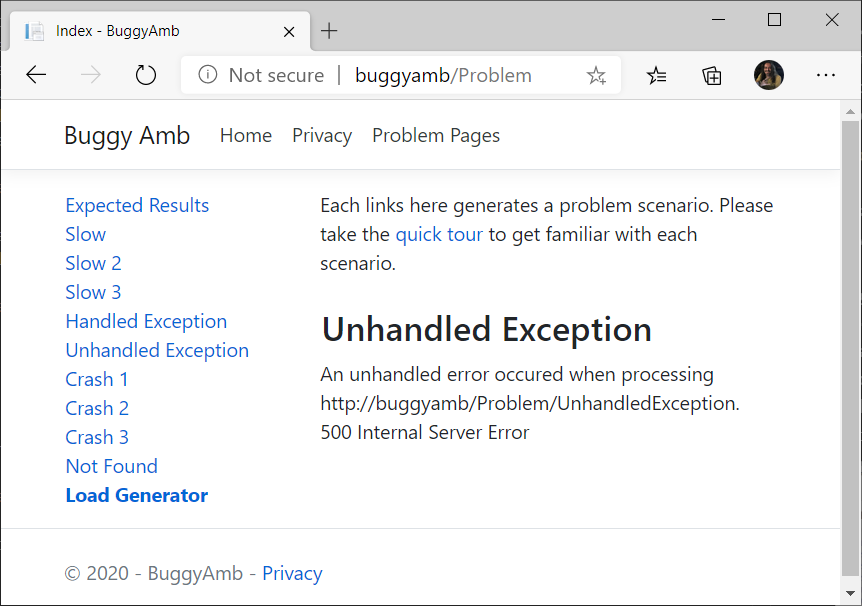 Index - BuggyAmb
Not secure | buggyamb/Problem
Buggy Amb Home Privacy Problem Pages
Expected Results
Slow
Slow 2
Slow 3
Handled Exception
Unhandled Exception
Crash 1
Crash 2
Crash 3
Not Found
Load Generator
Each links here generates a problem scenario. Please
take the quick tour to get familiar with each
scenario.
Unhandled Exception
An unhandled error occured when processing
http://buggyamb/Problem/UnhandledException.
500 Internal Server Error
© 2020 - BuggyAmb - Privacy